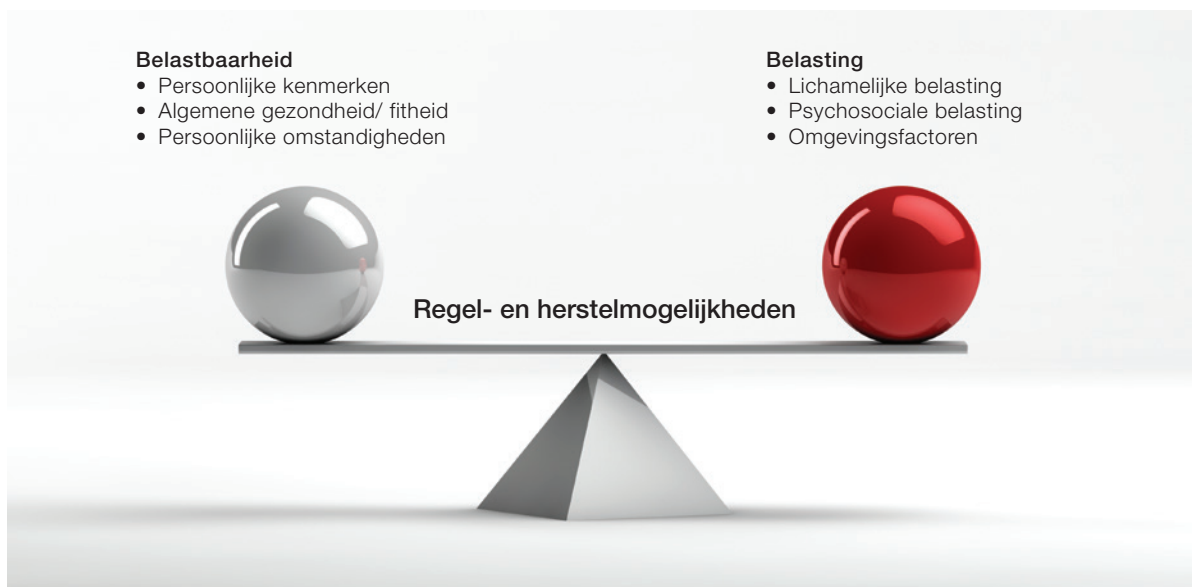 Belastbaarheid
• Persoonlijke kenmerken
• Algemene gezondheid/ fitheid
• Persoonlijke omstandigheden
Belasting
• Lichamelijke belasting
• Psychosociale belasting
• Omgevingsfactoren
Regel- en herstelmogelijkheden